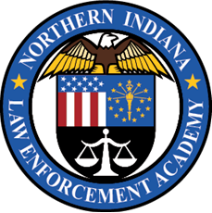 NORTHERN INDIANA
LAW ENFORCEMENT ACADEMY